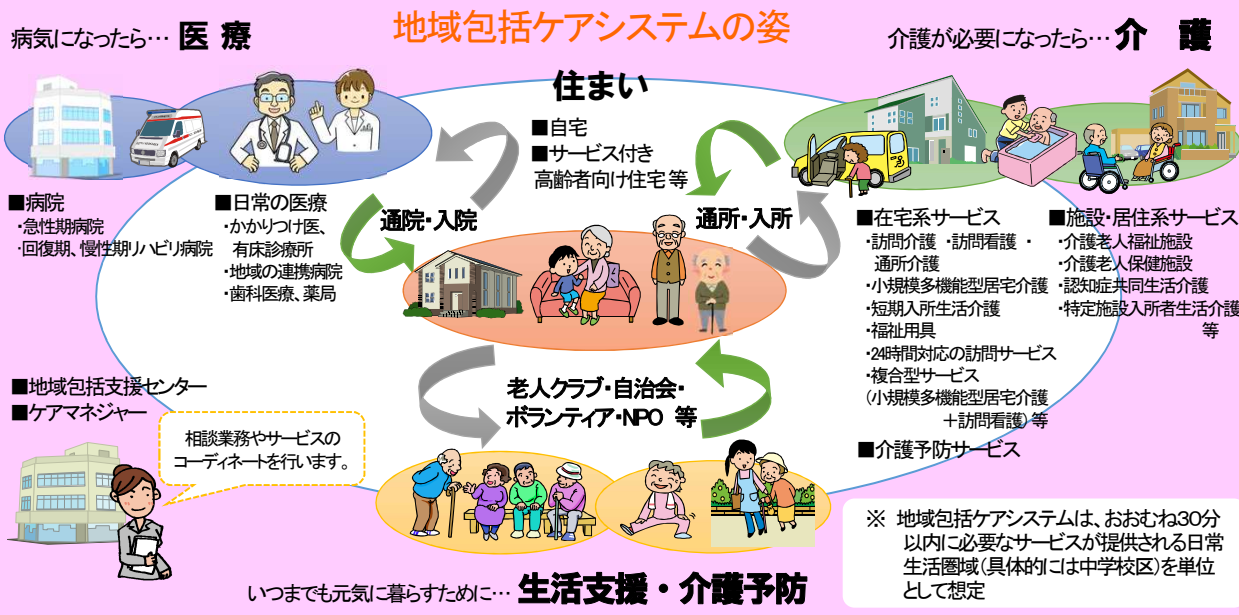 地域包括ケアシステムの姿
病気になったら… 医 療
介護が必要になったら… 介 護
住まい
■自宅
■サービス付き
高齢者向け住宅 等
■病院
・急性期病院
・回復期、慢性期リハビリ病院
■日常の医療
・かかりつけ医、
有床診療所
・地域の連携病院
・歯科医療、薬局
通院・入院
通所・入所
■在宅系サービス
・訪問介護 ・訪問看護 ・
通所介護
・小規模多機能型居宅介護
・短期入所生活介護
・福祉用具
・24時間対応の訪問サービス
・複合型サービス
(小規模多機能型居宅介護
+訪問看護)等
■介護予防サービス
■施設・居住系サービス
・介護老人福祉施設
・介護老人保健施設
・認知症共同生活介護
・特定施設入所者生活介護
等
■地域包括支援センター
■ケアマネジャー
相談業務やサービスの
コーディネートを行います。
老人クラブ・自治会・
ボランティア・NPO 等
いつまでも元気に暮らすために… 生活支援・介護予防
※ 地域包括ケアシステムは、おおむね30分
以内に必要なサービスが提供される日常
生活圏域(具体的には中学校区)を単位
として想定